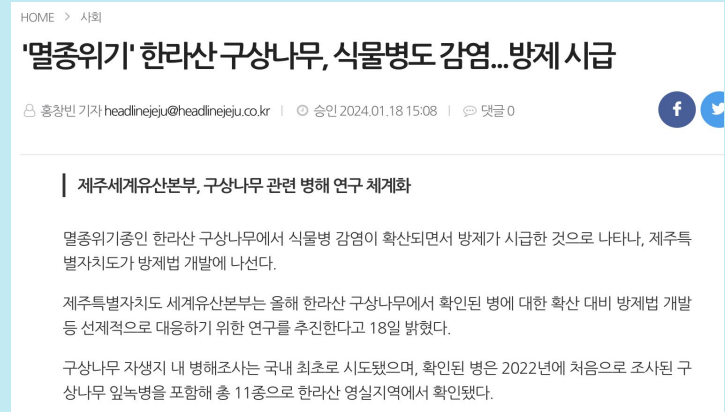 HOME > 사회
'멸종위기' 한라산 구상나무, 식물병도 감염...방제 시급
홍창빈 기자 headlinejeju@headlinejeju.co.kr | 승인 2024.01.18 15:08 | 댓글 0
제주세계유산본부, 구상나무 관련 병해 연구 체계화
멸종위기종인 한라산 구상나무에서 식물병 감염이 확산되면서 방제가 시급한 것으로 나타나, 제주특
별자치도가 방제법 개발에 나선다.
제주특별자치도 세계유산본부는 올해 한라산 구상나무에서 확인된 병에 대한 확산 대비 방제법 개발
등 선제적으로 대응하기 위한 연구를 추진한다고 18일 밝혔다.
구상나무 자생지 내 병해조사는 국내 최초로 시도됐으며, 확인된 병은 2022년에 처음으로 조사된 구
상나무 잎녹병을 포함해 총 11종으로 한라산 영실지역에서 확인됐다.